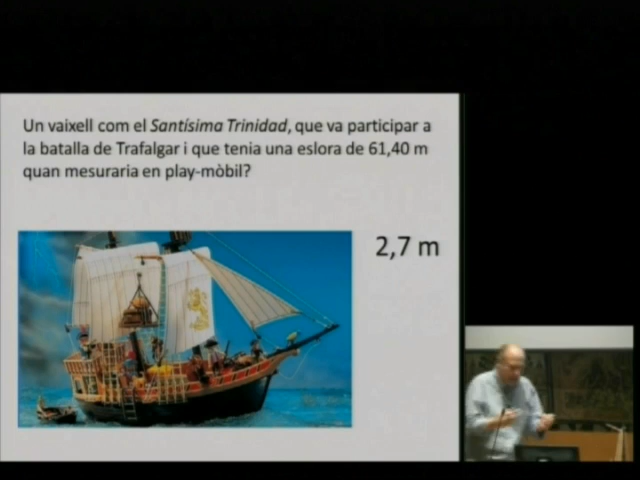 Un vaixell com el Santísima Trinidad, que va participar a
la batalla de Trafalgar i que tenia una eslora de 61,40 m
quan mesuraria en play-mòbil?
2,7 m